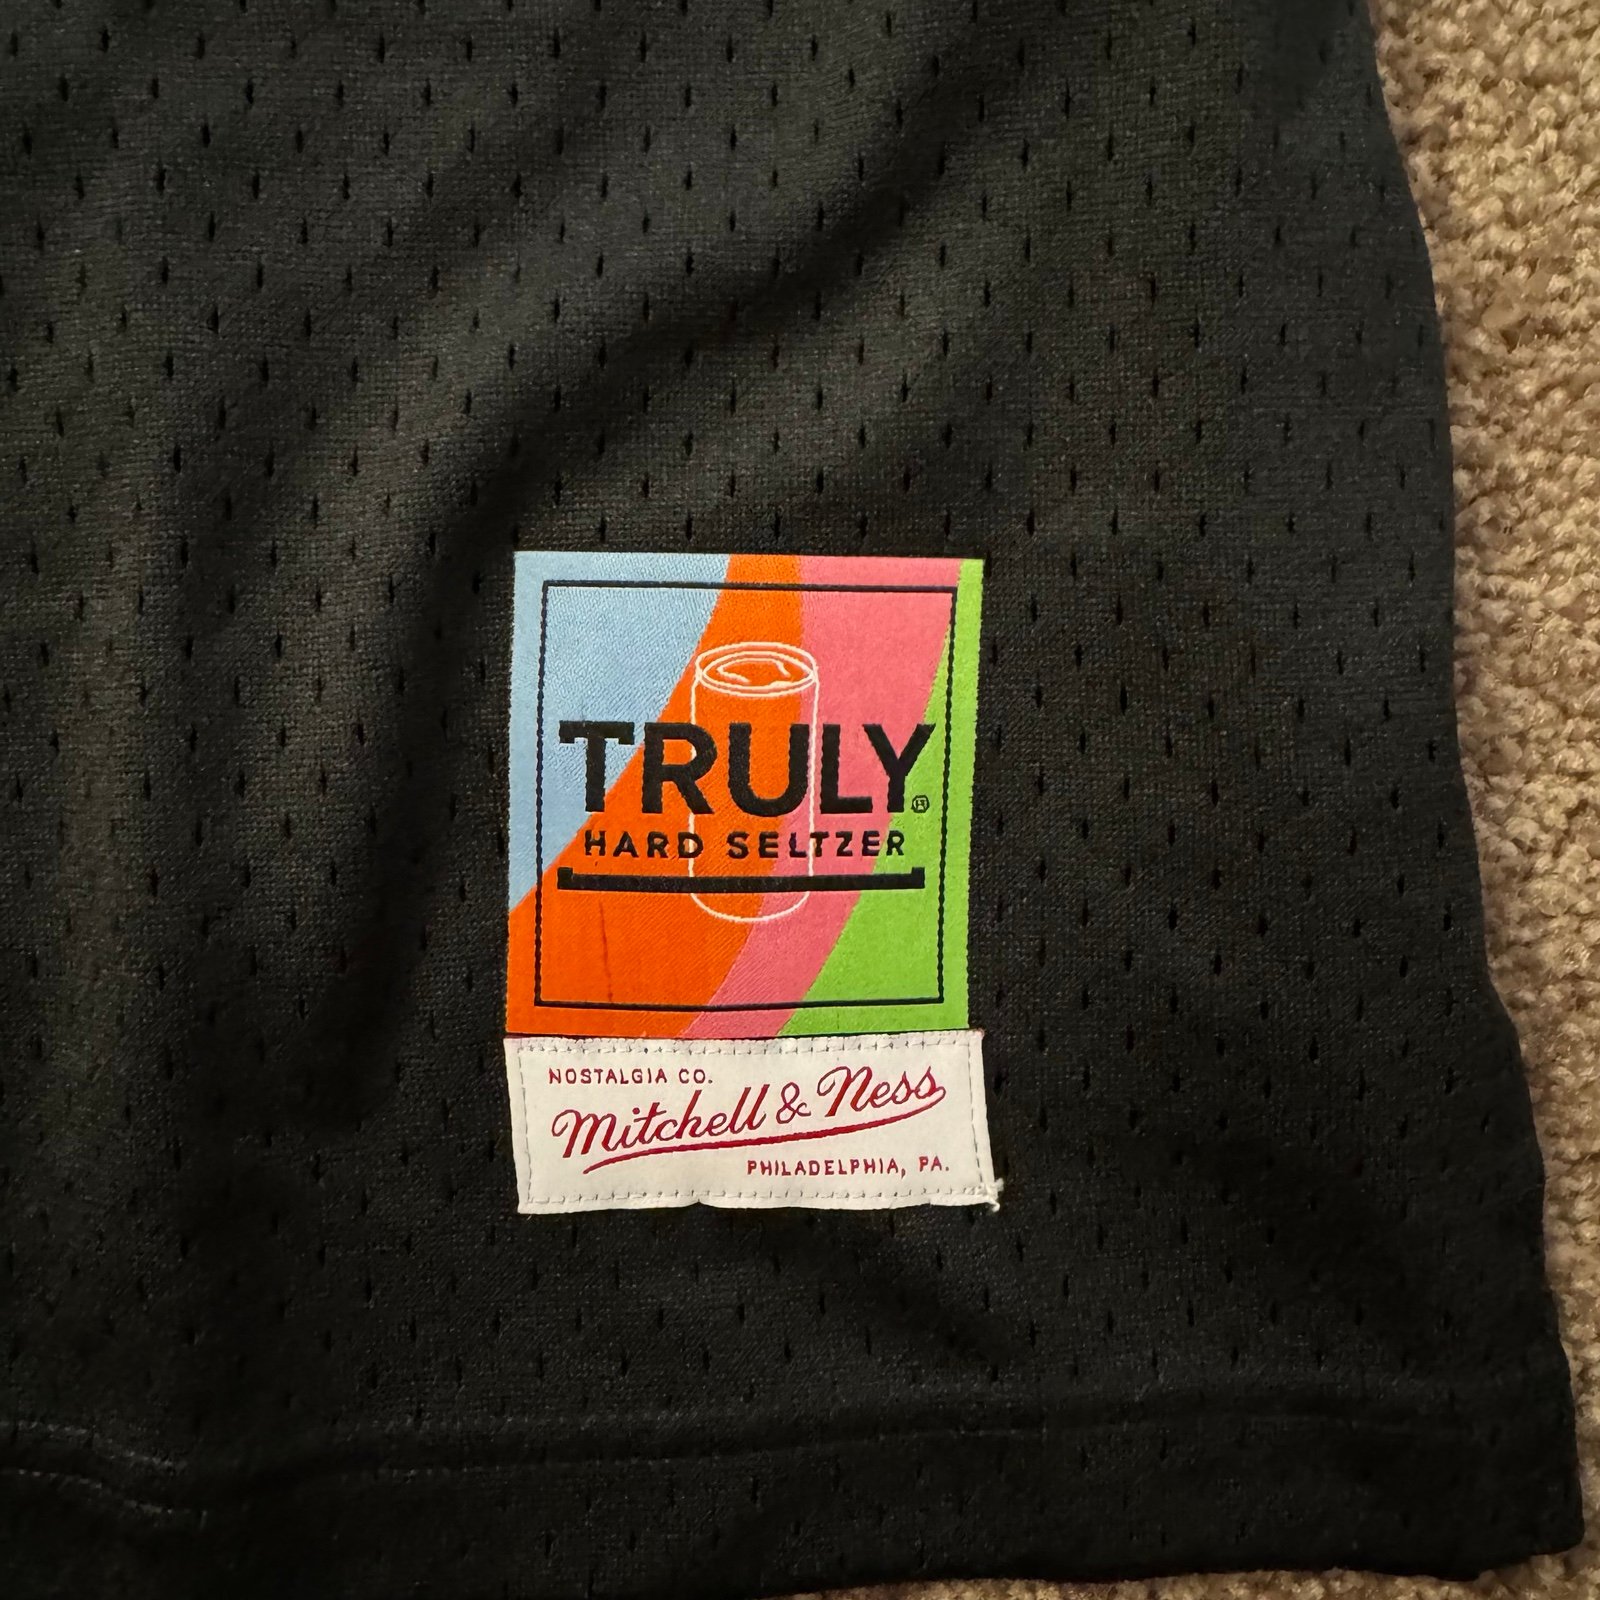 TRULY®
HARD SELTZER
NOSTALGIA CO.
Mitchell & Ness
PHILADELPHIA, PA.